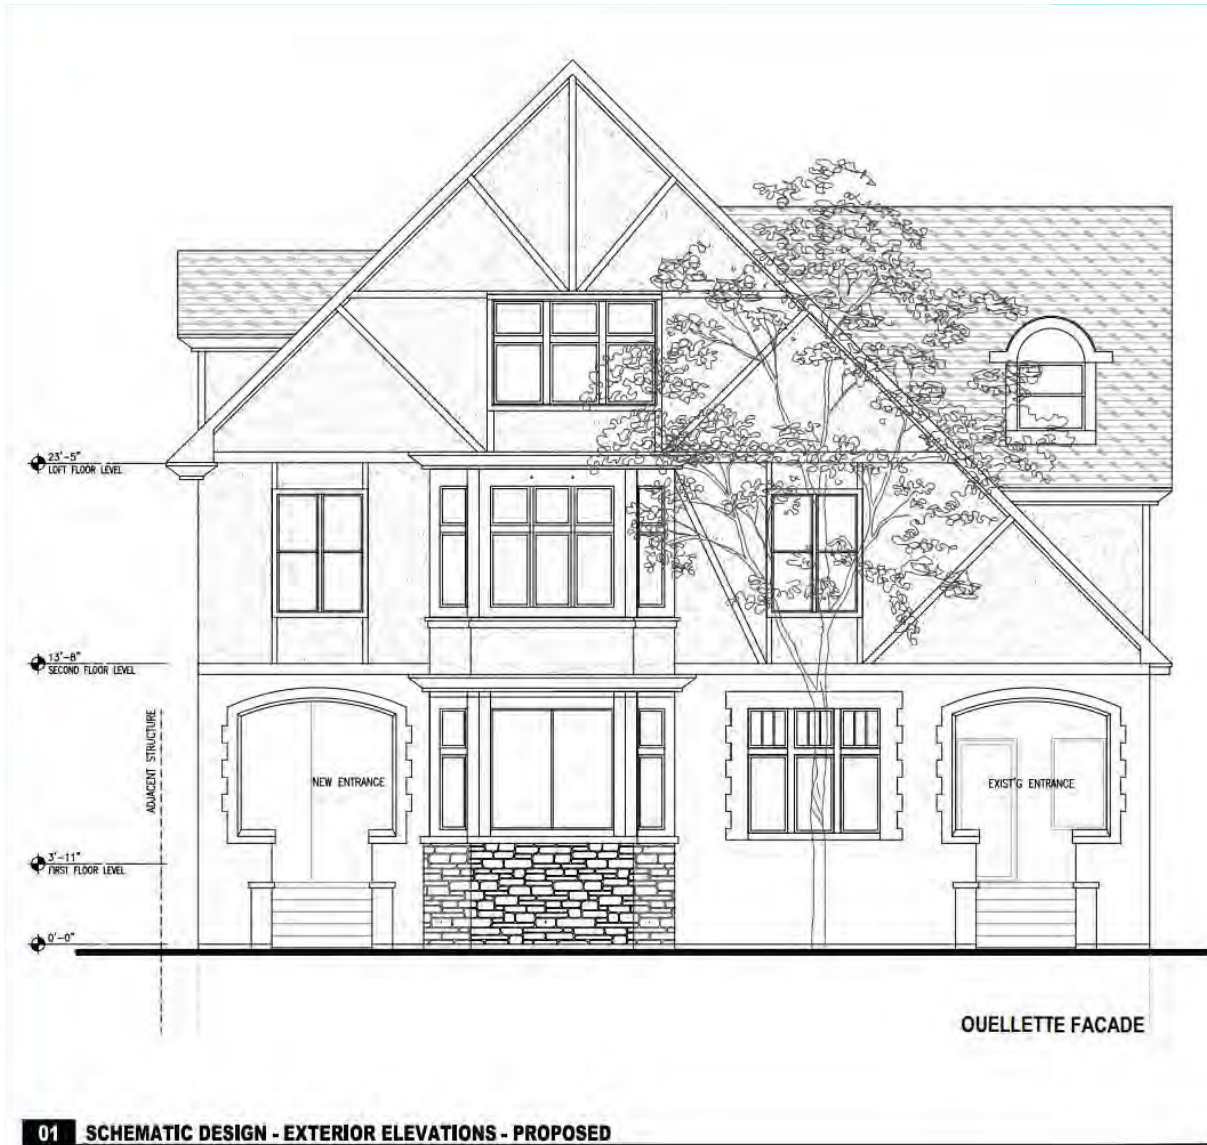 23'-5"
LOFT FLOOR LEVEL
13'-8"
SECOND FLOOR LEVEL
ADJACENT STRUCTURE
NEW ENTRANCE
EXIST'G ENTRANCE
3'-11"
FIRST FLOOR LEVEL
0'-0"
OUELLETTE FACADE
01 SCHEMATIC DESIGN - EXTERIOR ELEVATIONS - PROPOSED